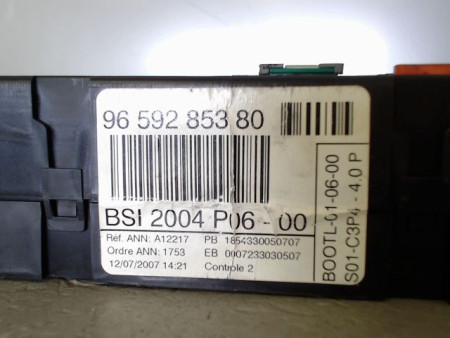 96 592 853 80
BSI 2004 P06 - 00
Réf. ANN: A12217 PB 1854330050707
Ordre ANN: 1753 EB 0007233030507
12/07/2007 14:21 Controle 2
BOOTL-01-06-00
S01-C3P4 - 4.0 P